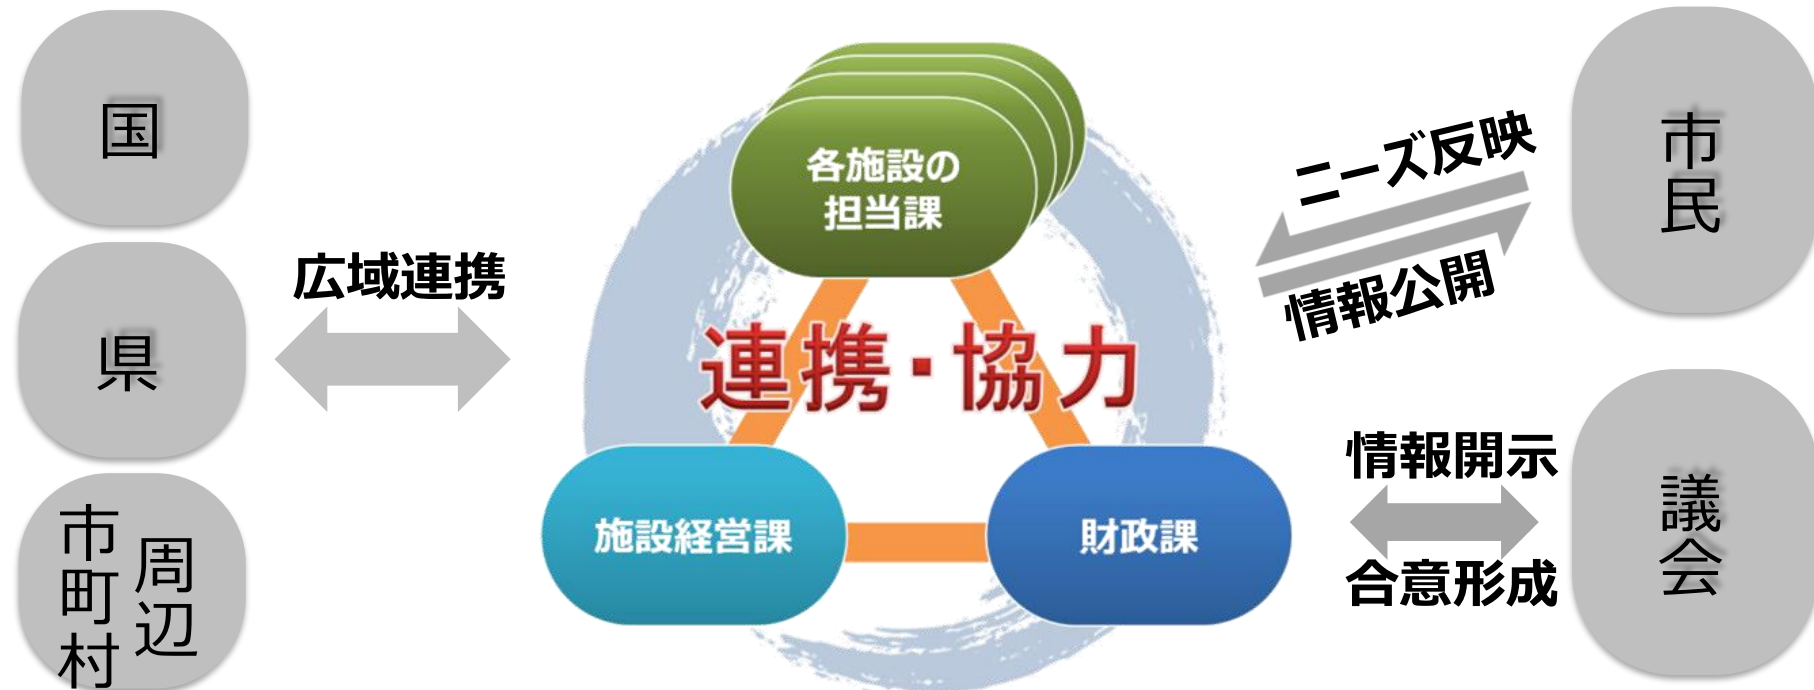 国
県
周辺
市町村
広域連携
各施設の
担当課
連携・協力
施設経営課
財政課
ニーズ反映
情報公開
市民
情報開示
合意形成
議会